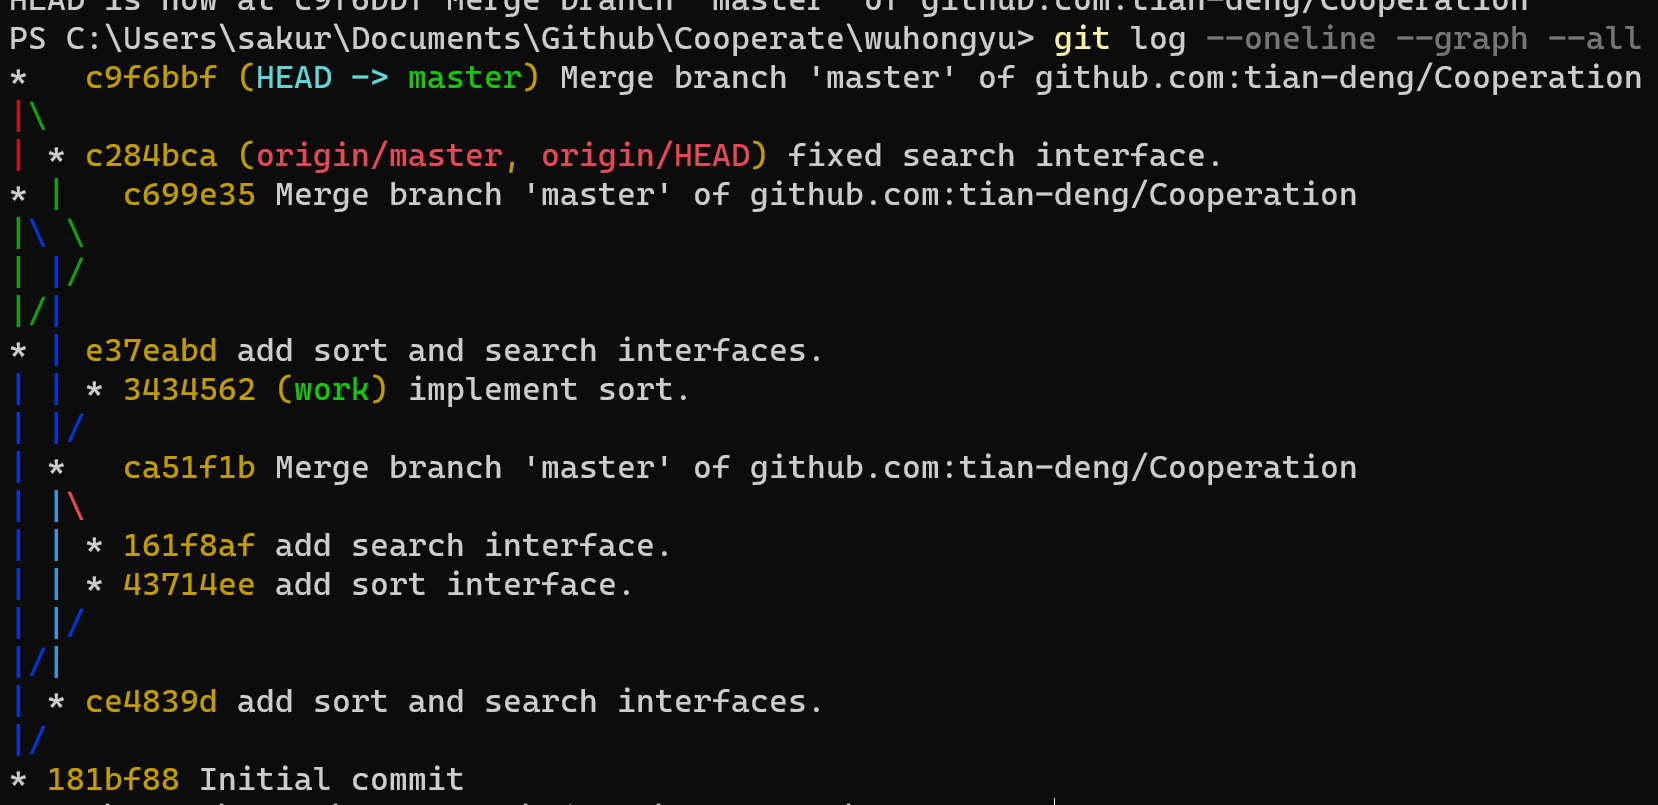 HEAD is now at c9f6bbf Merge branch 'master' of github.com:tian-deng/Cooperation
PS C:\Users\sakur\Documents\Github\Cooperate\wuhongyu> git log --oneline --graph --all
*   c9f6bbf (HEAD -> master) Merge branch 'master' of github.com:tian-deng/Cooperation
|\
| * c284bca (origin/master, origin/HEAD) fixed search interface.
* |   c699e35 Merge branch 'master' of github.com:tian-deng/Cooperation
|\ \
| |/
|/|
* | e37eabd add sort and search interfaces.
| | * 3434562 (work) implement sort.
| |/
| *   ca51f1b Merge branch 'master' of github.com:tian-deng/Cooperation
| |\
| | * 161f8af add search interface.
| | * 43714ee add sort interface.
| |/
|/|
| * ce4839d add sort and search interfaces.
|/
* 181bf88 Initial commit